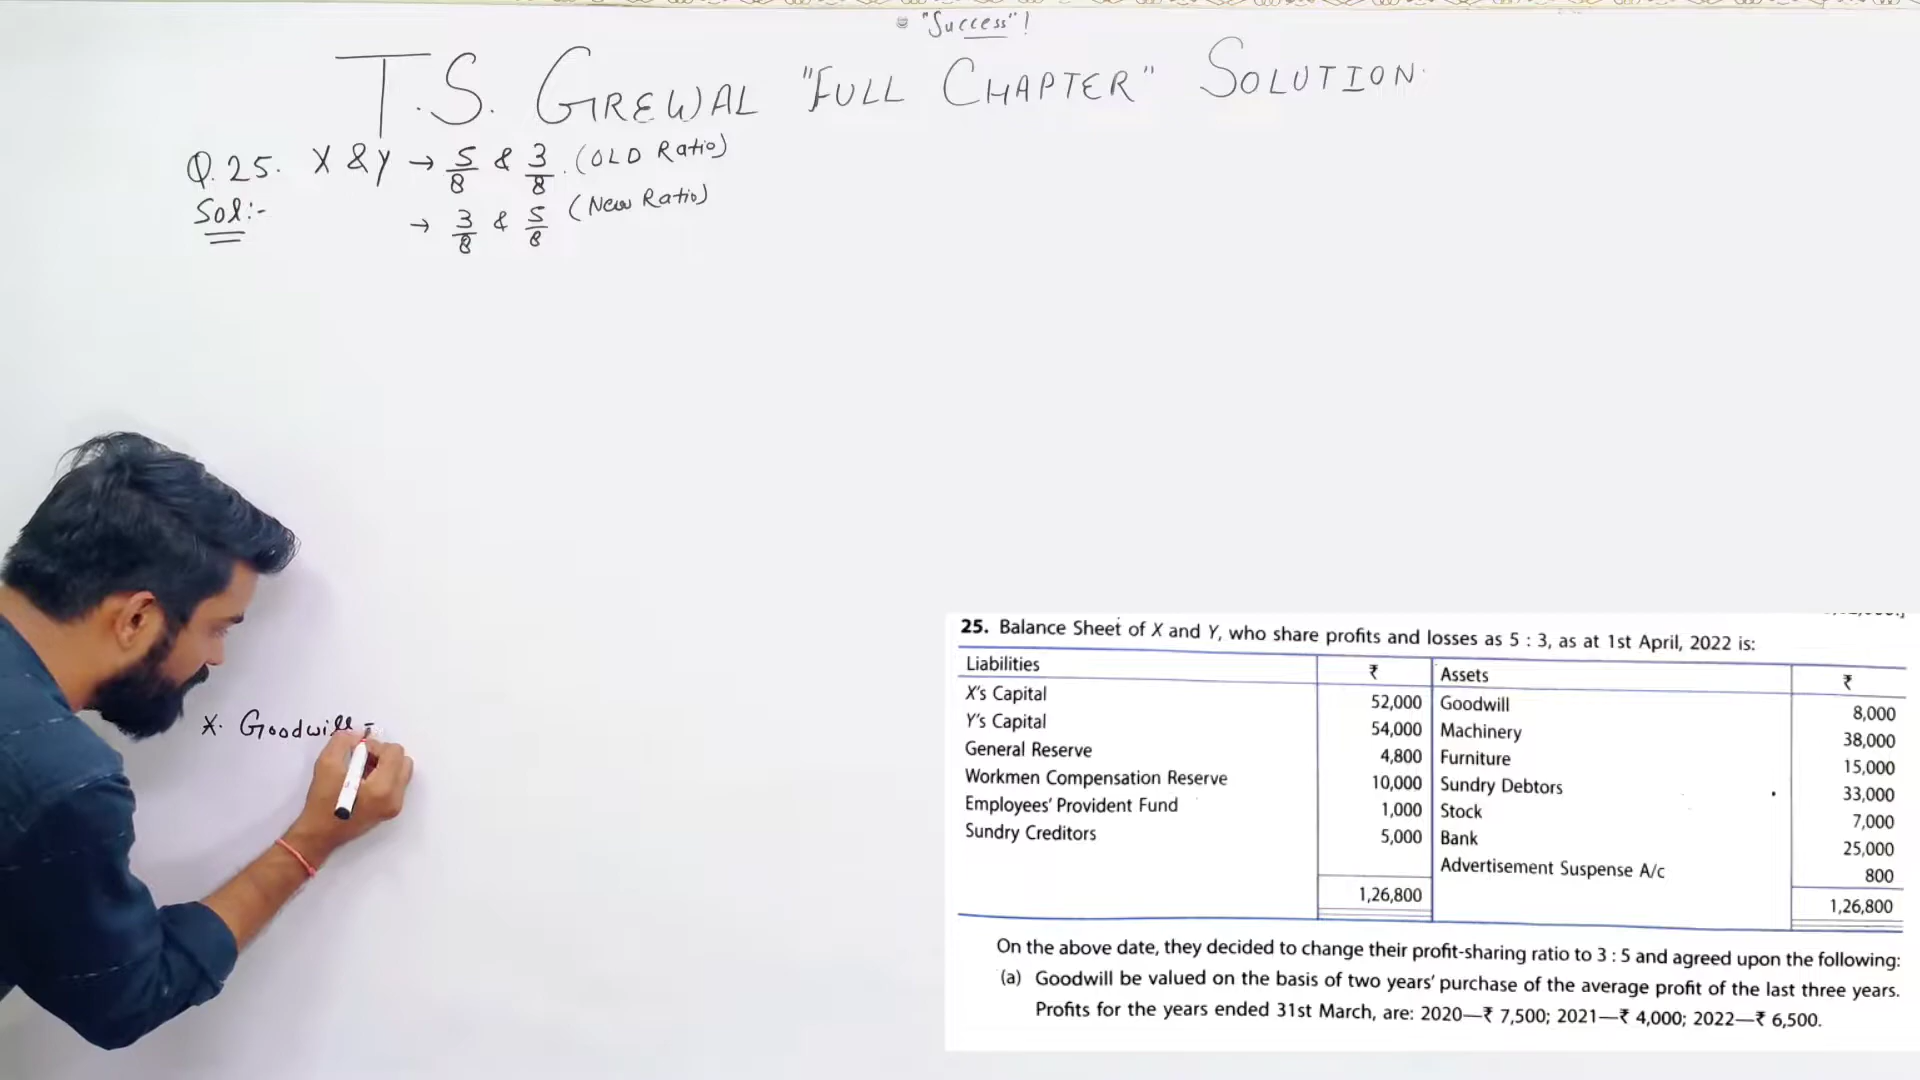 "Success"!
T.S. GREWAL "FULL CHAPTER" SOLUTION
Q.25. X & Y → 5/8 & 3/8. (OLD Ratio)
Sol:- → 3/8 & 5/8 (New Ratio)
*. Goodwill =
25. Balance Sheet of X and Y, who share profits and losses as 5 : 3, as at 1st April, 2022 is:
Liabilities ₹ Assets ₹
X's Capital 52,000 Goodwill 8,000
Y's Capital 54,000 Machinery 38,000
General Reserve 4,800 Furniture 15,000
Workmen Compensation Reserve 10,000 Sundry Debtors 33,000
Employees' Provident Fund 1,000 Stock 7,000
Sundry Creditors 5,000 Bank 25,000
Advertisement Suspense A/c 800
1,26,800 1,26,800
On the above date, they decided to change their profit-sharing ratio to 3 : 5 and agreed upon the following:
(a) Goodwill be valued on the basis of two years' purchase of the average profit of the last three years.
Profits for the years ended 31st March, are: 2020—₹ 7,500; 2021—₹ 4,000; 2022—₹ 6,500.